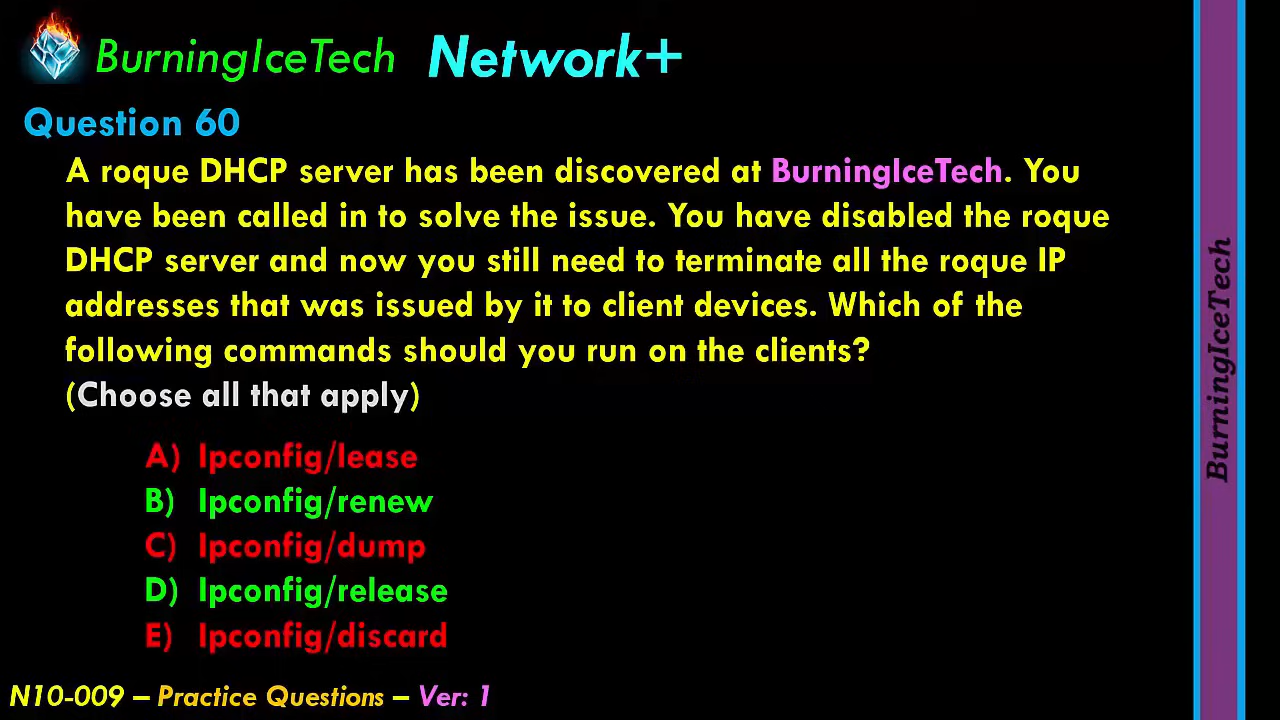 BurningIceTech Network+
Question 60
A roque DHCP server has been discovered at BurningIceTech. You
have been called in to solve the issue. You have disabled the roque
DHCP server and now you still need to terminate all the roque IP
addresses that was issued by it to client devices. Which of the
following commands should you run on the clients?
(Choose all that apply)
A) Ipconfig/lease
B) Ipconfig/renew
C) Ipconfig/dump
D) Ipconfig/release
E) Ipconfig/discard
N10-009 – Practice Questions – Ver: 1
BurningIceTech